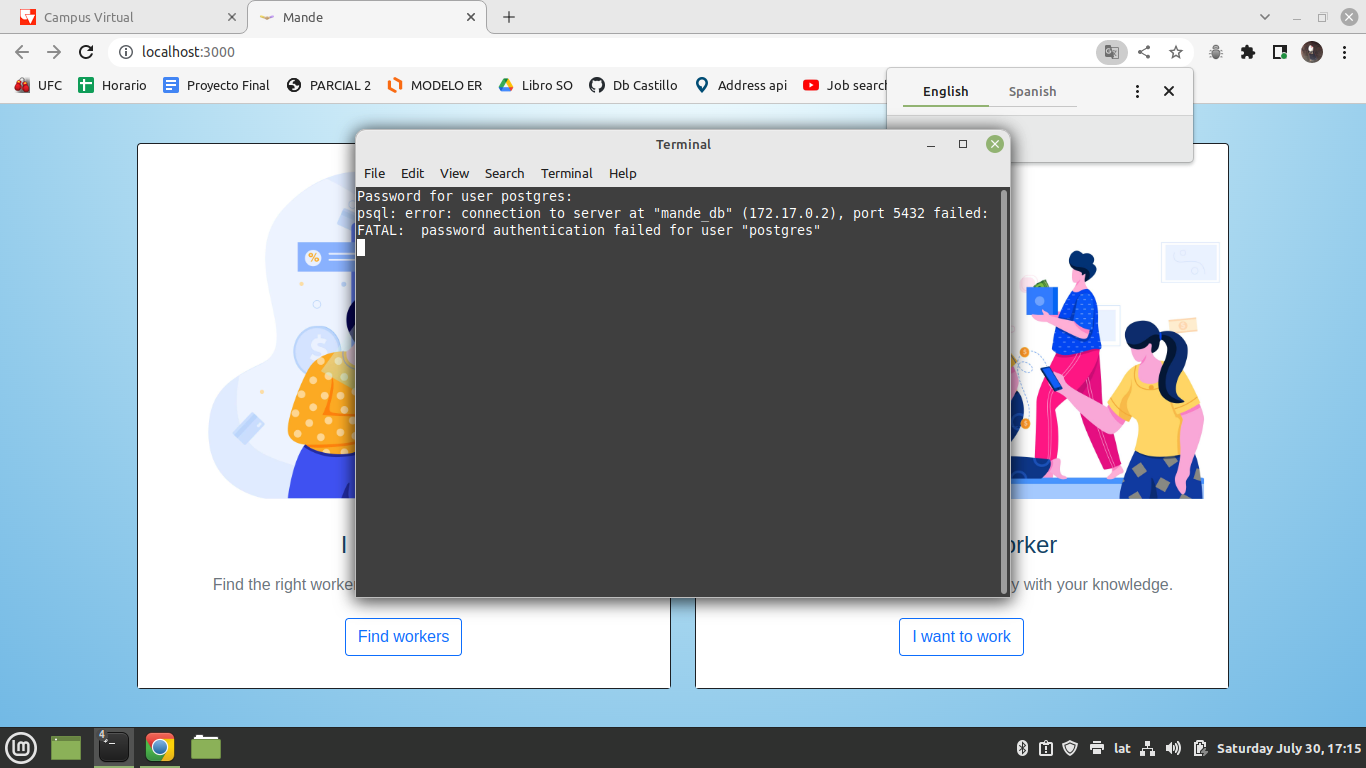 Campus Virtual
Mande
localhost:3000
UFC
Horario
Proyecto Final
PARCIAL 2
MODELO ER
Libro SO
Db Castillo
Address api
Job searc
English
Spanish
Terminal
File Edit View Search Terminal Help
Password for user postgres:
psql: error: connection to server at "mande_db" (172.17.0.2), port 5432 failed:
FATAL:  password authentication failed for user "postgres"
I
Find the right worke
Find workers
orker
y with your knowledge.
I want to work
4
lat
Saturday July 30, 17:15